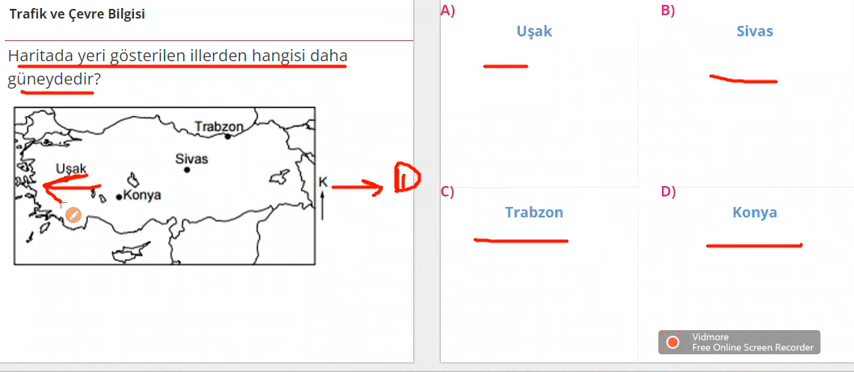 Trafik ve Çevre Bilgisi
Haritada yeri gösterilen illerden hangisi daha
güneydedir?
Trabzon
Sivas
Uşak
Konya
K
D
A)
Uşak
B)
Sivas
C)
Trabzon
D)
Konya
Vidmore
Free Online Screen Recorder